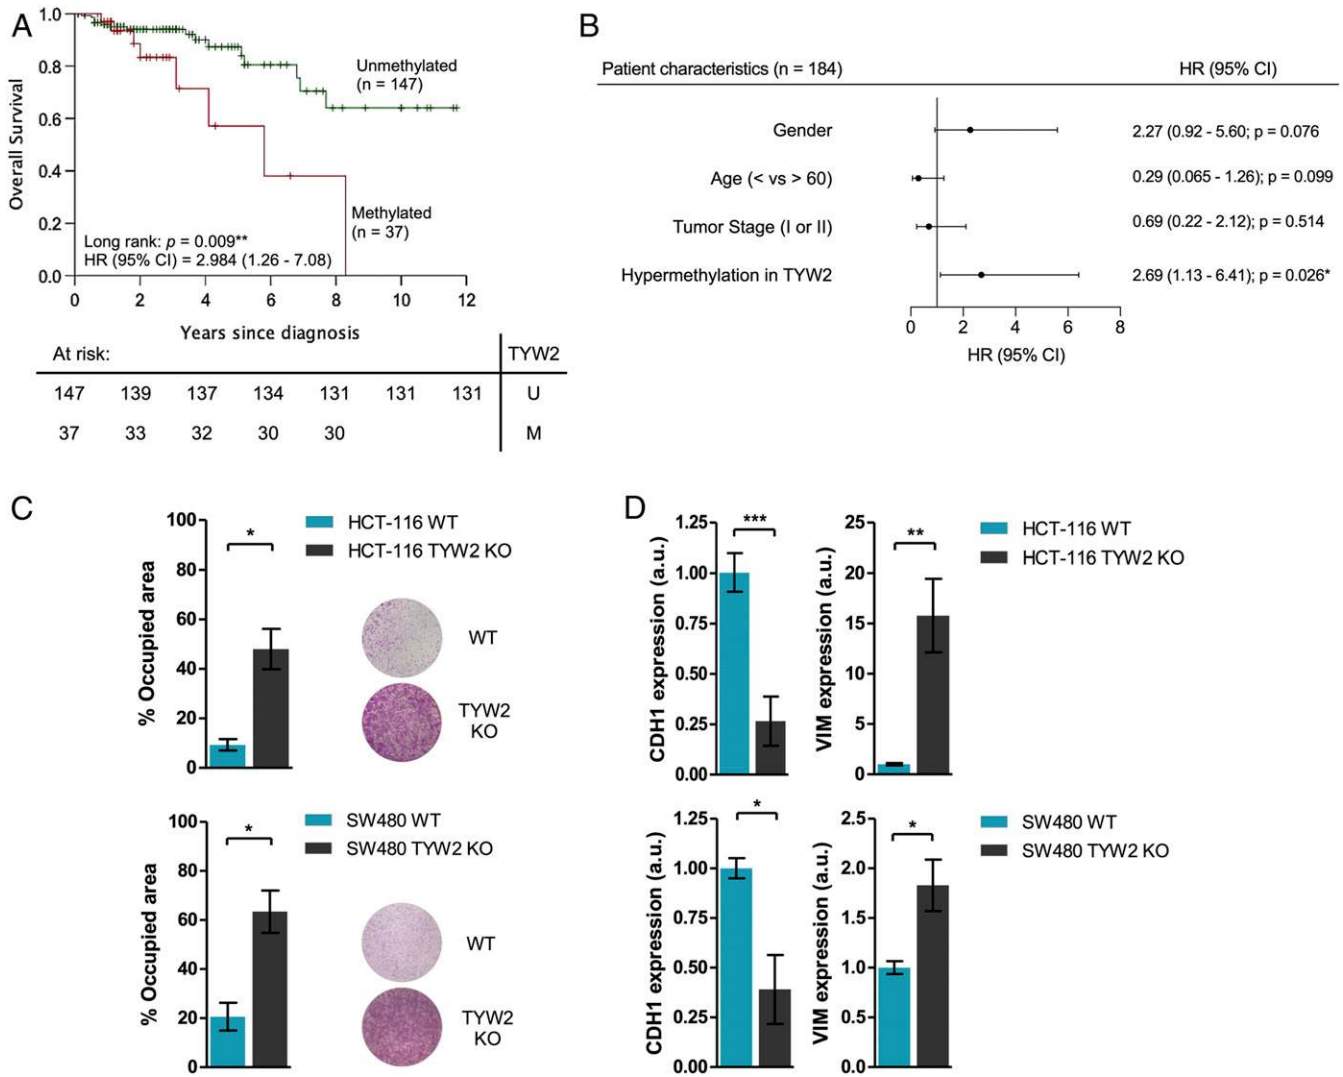 A
1.0
0.8
0.6
0.4
0.2
0.0
Overall Survival
Unmethylated
(n = 147)
Methylated
(n = 37)
Long rank: p = 0.009**
HR (95% CI) = 2.984 (1.26 - 7.08)
0 2 4 6 8 10 12
Years since diagnosis
At risk: TYW2
147 139 137 134 131 131 131 U
37 33 32 30 30 M
B
Patient characteristics (n = 184) HR (95% CI)
Gender 2.27 (0.92 - 5.60; p = 0.076
Age (< vs > 60) 0.29 (0.065 - 1.26); p = 0.099
Tumor Stage (I or II) 0.69 (0.22 - 2.12); p = 0.514
Hypermethylation in TYW2 2.69 (1.13 - 6.41); p = 0.026*
0 2 4 6 8
HR (95% CI)
C
% Occupied area
100
80
60
40
20
0
*
HCT-116 WT
HCT-116 TYW2 KO
WT
TYW2
KO
% Occupied area
100
80
60
40
20
0
*
SW480 WT
SW480 TYW2 KO
WT
TYW2
KO
D
CDH1 expression (a.u.)
1.25
1.00
0.75
0.50
0.25
0.00
***
VIM expression (a.u.)
25
20
15
10
5
0
**
HCT-116 WT
HCT-116 TYW2 KO
CDH1 expression (a.u.)
1.25
1.00
0.75
0.50
0.25
0.00
*
VIM expression (a.u.)
2.5
2.0
1.5
1.0
0.5
0.0
*
SW480 WT
SW480 TYW2 KO